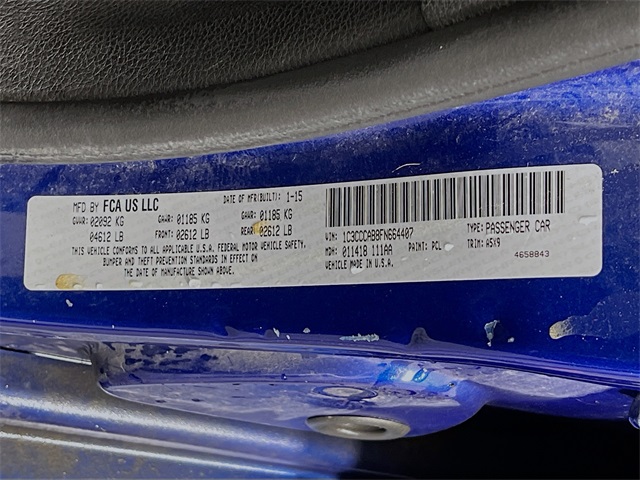 MFD BY FCA US LLC DATE OF MFR(BUILT): 1-15
GVWR: 02092 KG GAWR: 01185 KG GAWR: 01185 KG
04612 LB FRONT: 02612 LB REAR: 02612 LB
THIS VEHICLE CONFORMS TO ALL APPLICABLE U.S.A. FEDERAL MOTOR VEHICLE SAFETY,
BUMPER AND THEFT PREVENTION STANDARDS IN EFFECT ON
THE DATE OF MANUFACTURE SHOWN ABOVE.
VIN: 1C3CDCAB8FN664407 TYPE: PASSENGER CAR
MDH: 011418 111AA PAINT: PCL TRIM: A5X9
VEHICLE MADE IN U.S.A. 4658843